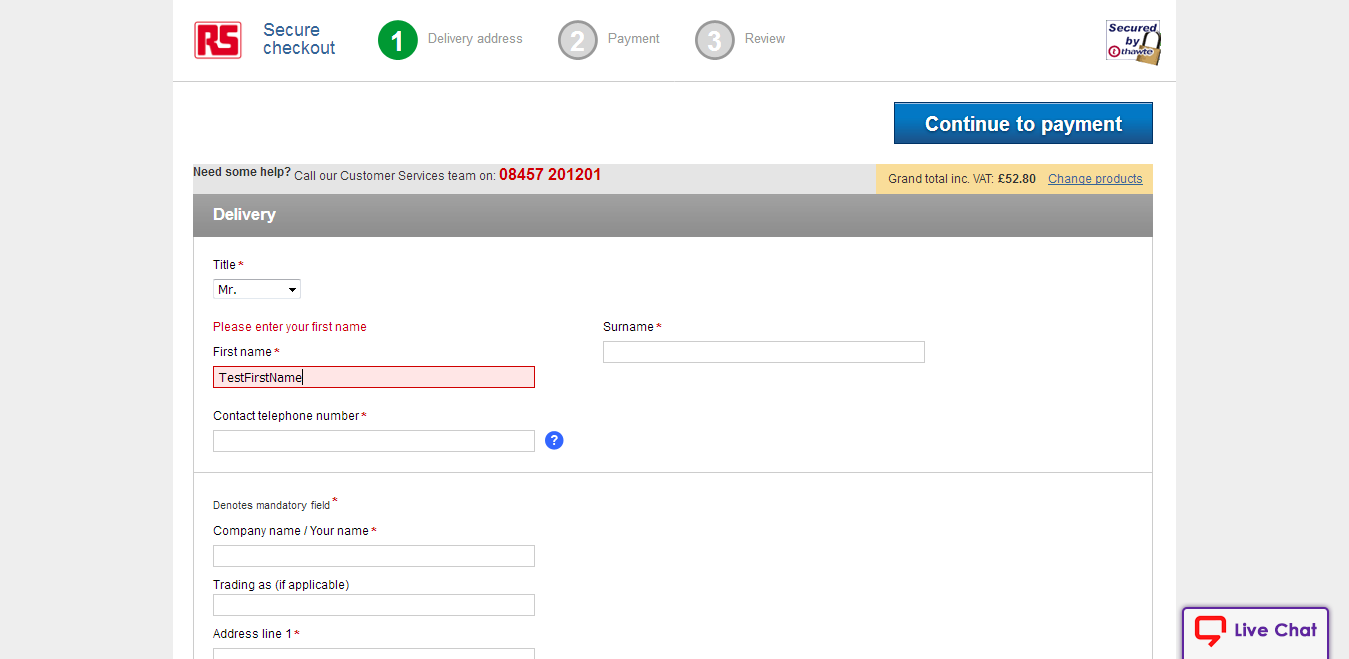 RS
Secure
checkout
1 Delivery address
2 Payment
3 Review
Secured
by
thawte
Continue to payment
Need some help? Call our Customer Services team on: 08457 201201
Grand total inc. VAT: £52.80 Change products
Delivery
Title*
Mr.
Please enter your first name
First name*
TestFirstName
Surname*
Contact telephone number*
?
Denotes mandatory field*
Company name / Your name*
Trading as (if applicable)
Address line 1*
Live Chat